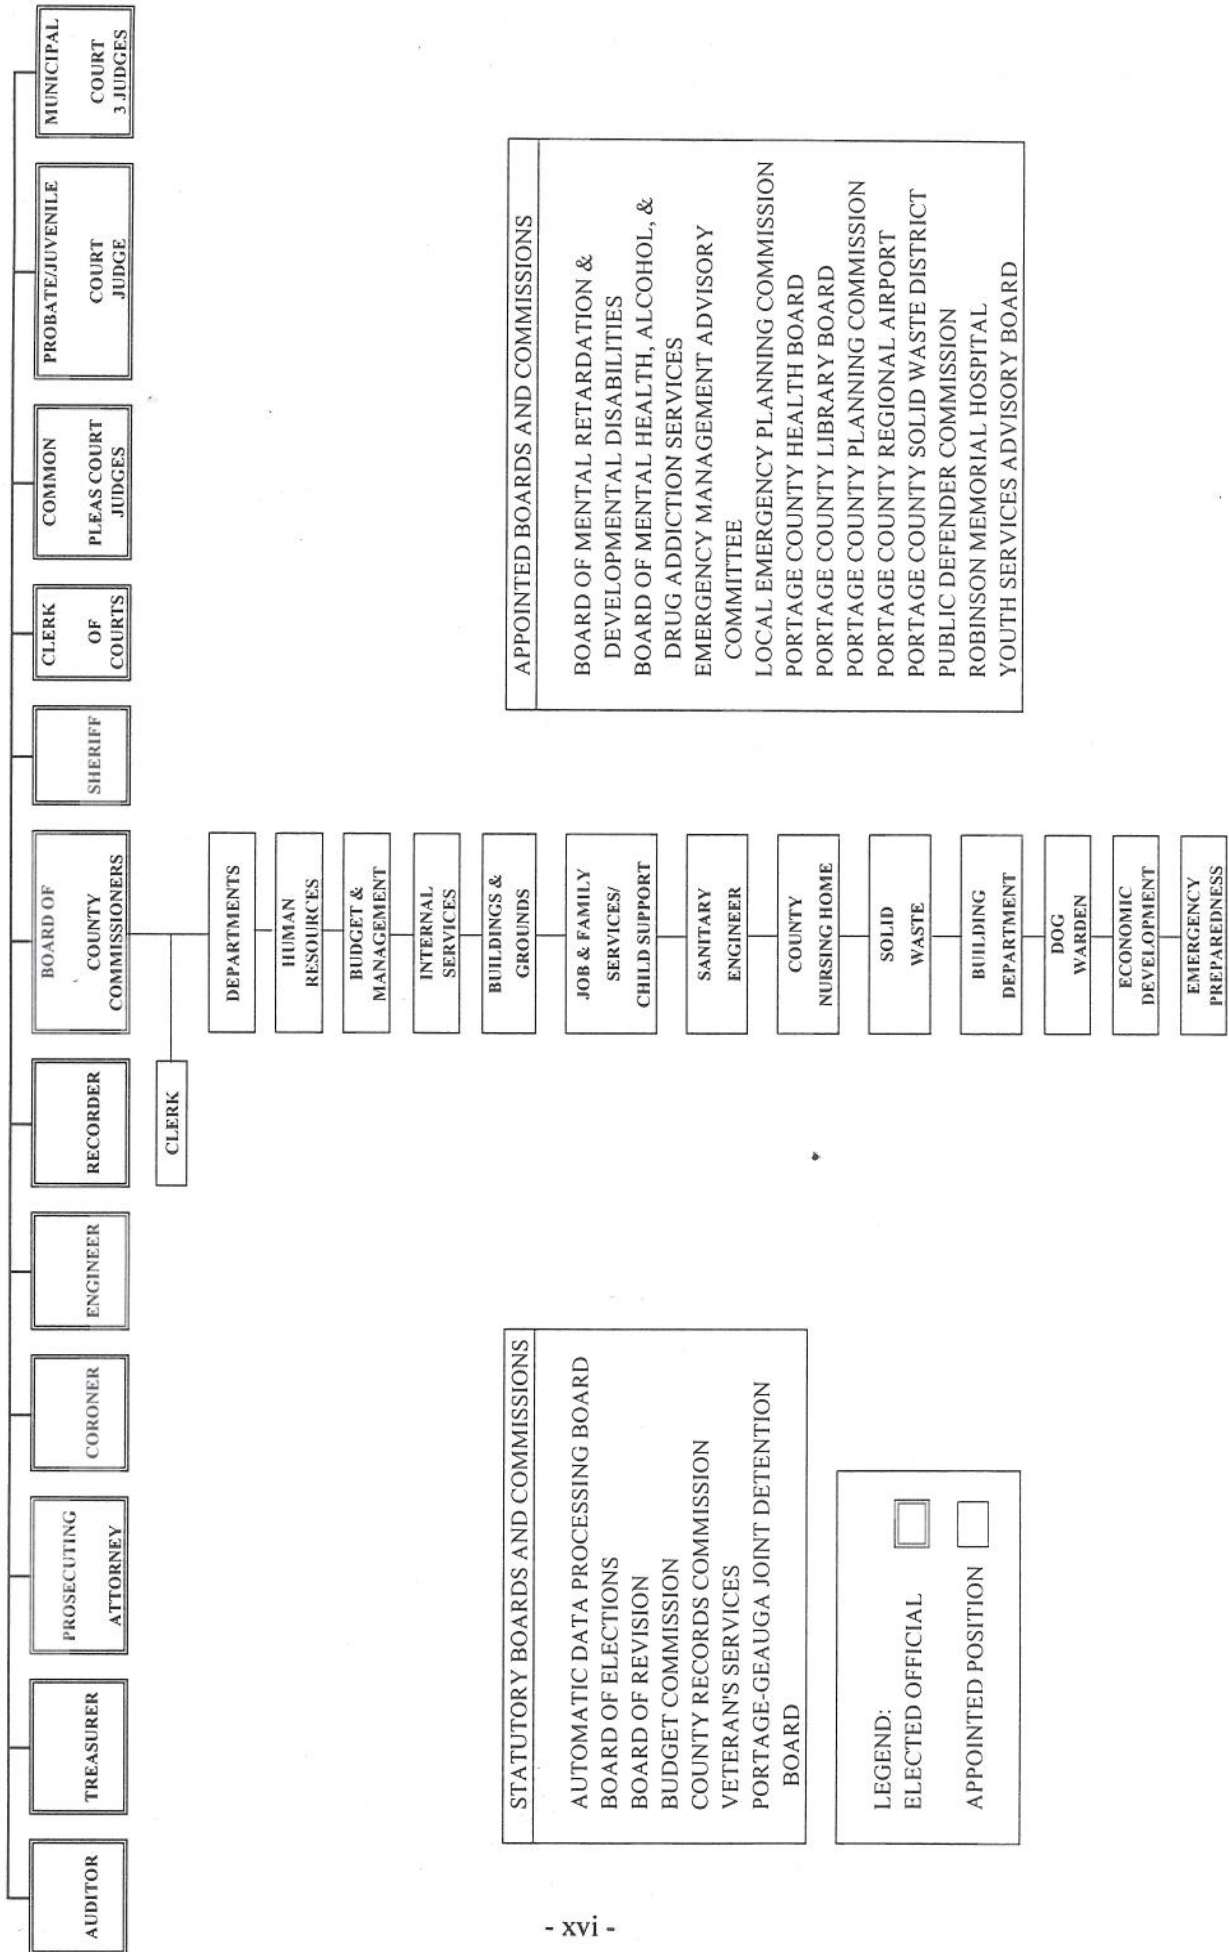 AUDITOR
TREASURER
PROSECUTING
ATTORNEY
CORONER
ENGINEER
RECORDER
BOARD OF
COUNTY
COMMISSIONERS
SHERIFF
CLERK
OF
COURTS
COMMON
PLEAS COURT
JUDGES
PROBATE/JUVENILE
COURT
JUDGE
MUNICIPAL
COURT
3 JUDGES
CLERK
DEPARTMENTS
HUMAN
RESOURCES
BUDGET &
MANAGEMENT
INTERNAL
SERVICES
BUILDINGS &
GROUNDS
JOB & FAMILY
SERVICES/
CHILD SUPPORT
SANITARY
ENGINEER
COUNTY
NURSING HOME
SOLID
WASTE
BUILDING
DEPARTMENT
DOG
WARDEN
ECONOMIC
DEVELOPMENT
EMERGENCY
PREPAREDNESS
STATUTORY BOARDS AND COMMISSIONS
AUTOMATIC DATA PROCESSING BOARD
BOARD OF ELECTIONS
BOARD OF REVISION
BUDGET COMMISSION
COUNTY RECORDS COMMISSION
VETERAN'S SERVICES
PORTAGE-GEAUGA JOINT DETENTION
BOARD
LEGEND:
ELECTED OFFICIAL
APPOINTED POSITION
APPOINTED BOARDS AND COMMISSIONS
BOARD OF MENTAL RETARDATION &
DEVELOPMENTAL DISABILITIES
BOARD OF MENTAL HEALTH, ALCOHOL, &
DRUG ADDICTION SERVICES
EMERGENCY MANAGEMENT ADVISORY
COMMITTEE
LOCAL EMERGENCY PLANNING COMMISSION
PORTAGE COUNTY HEALTH BOARD
PORTAGE COUNTY LIBRARY BOARD
PORTAGE COUNTY PLANNING COMMISSION
PORTAGE COUNTY REGIONAL AIRPORT
PORTAGE COUNTY SOLID WASTE DISTRICT
PUBLIC DEFENDER COMMISSION
ROBINSON MEMORIAL HOSPITAL
YOUTH SERVICES ADVISORY BOARD
- xvi -